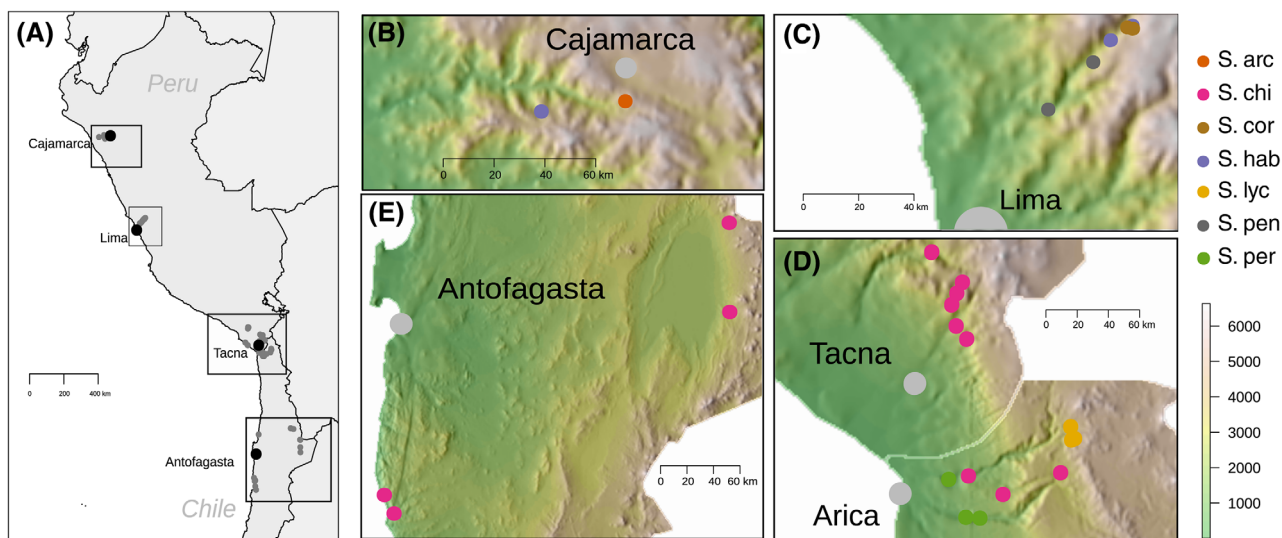 (A)
Peru
Cajamarca
Lima
Tacna
0 200 400 km
Antofagasta
Chile
(B)
Cajamarca
0 20 40 60 km
(C)
0 20 40 km
Lima
(E)
Antofagasta
0 20 40 60 km
(D)
0 20 40 60 km
Tacna
Arica
S. arc
S. chi
S. cor
S. hab
S. lyc
S. pen
S. per
6000
5000
4000
3000
2000
1000